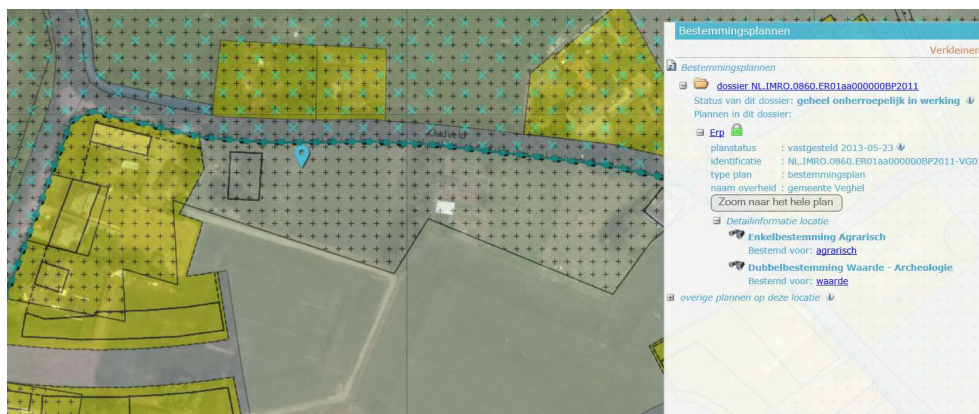 Bestemmingsplannen
Verkleinen
Bestemmingsplannen
dossier NL.IMRO.0860.ER01aa000000BP2011
Status van dit dossier: geheel onherroepelijk in werking
Plannen in dit dossier:
Erp
planstatus : vastgesteld 2013-05-23
identificatie : NL.IMRO.0860.ER01aa000000BP2011-VG0
type plan : bestemmingsplan
naam overheid : gemeente Veghel
Zoom naar het hele plan
Detailinformatie locatie
Enkelbestemming Agrarisch
Bestemd voor: agrarisch
Dubbelbestemming Waarde - Archeologie
Bestemd voor: waarde
overige plannen op deze locatie
Oudveld